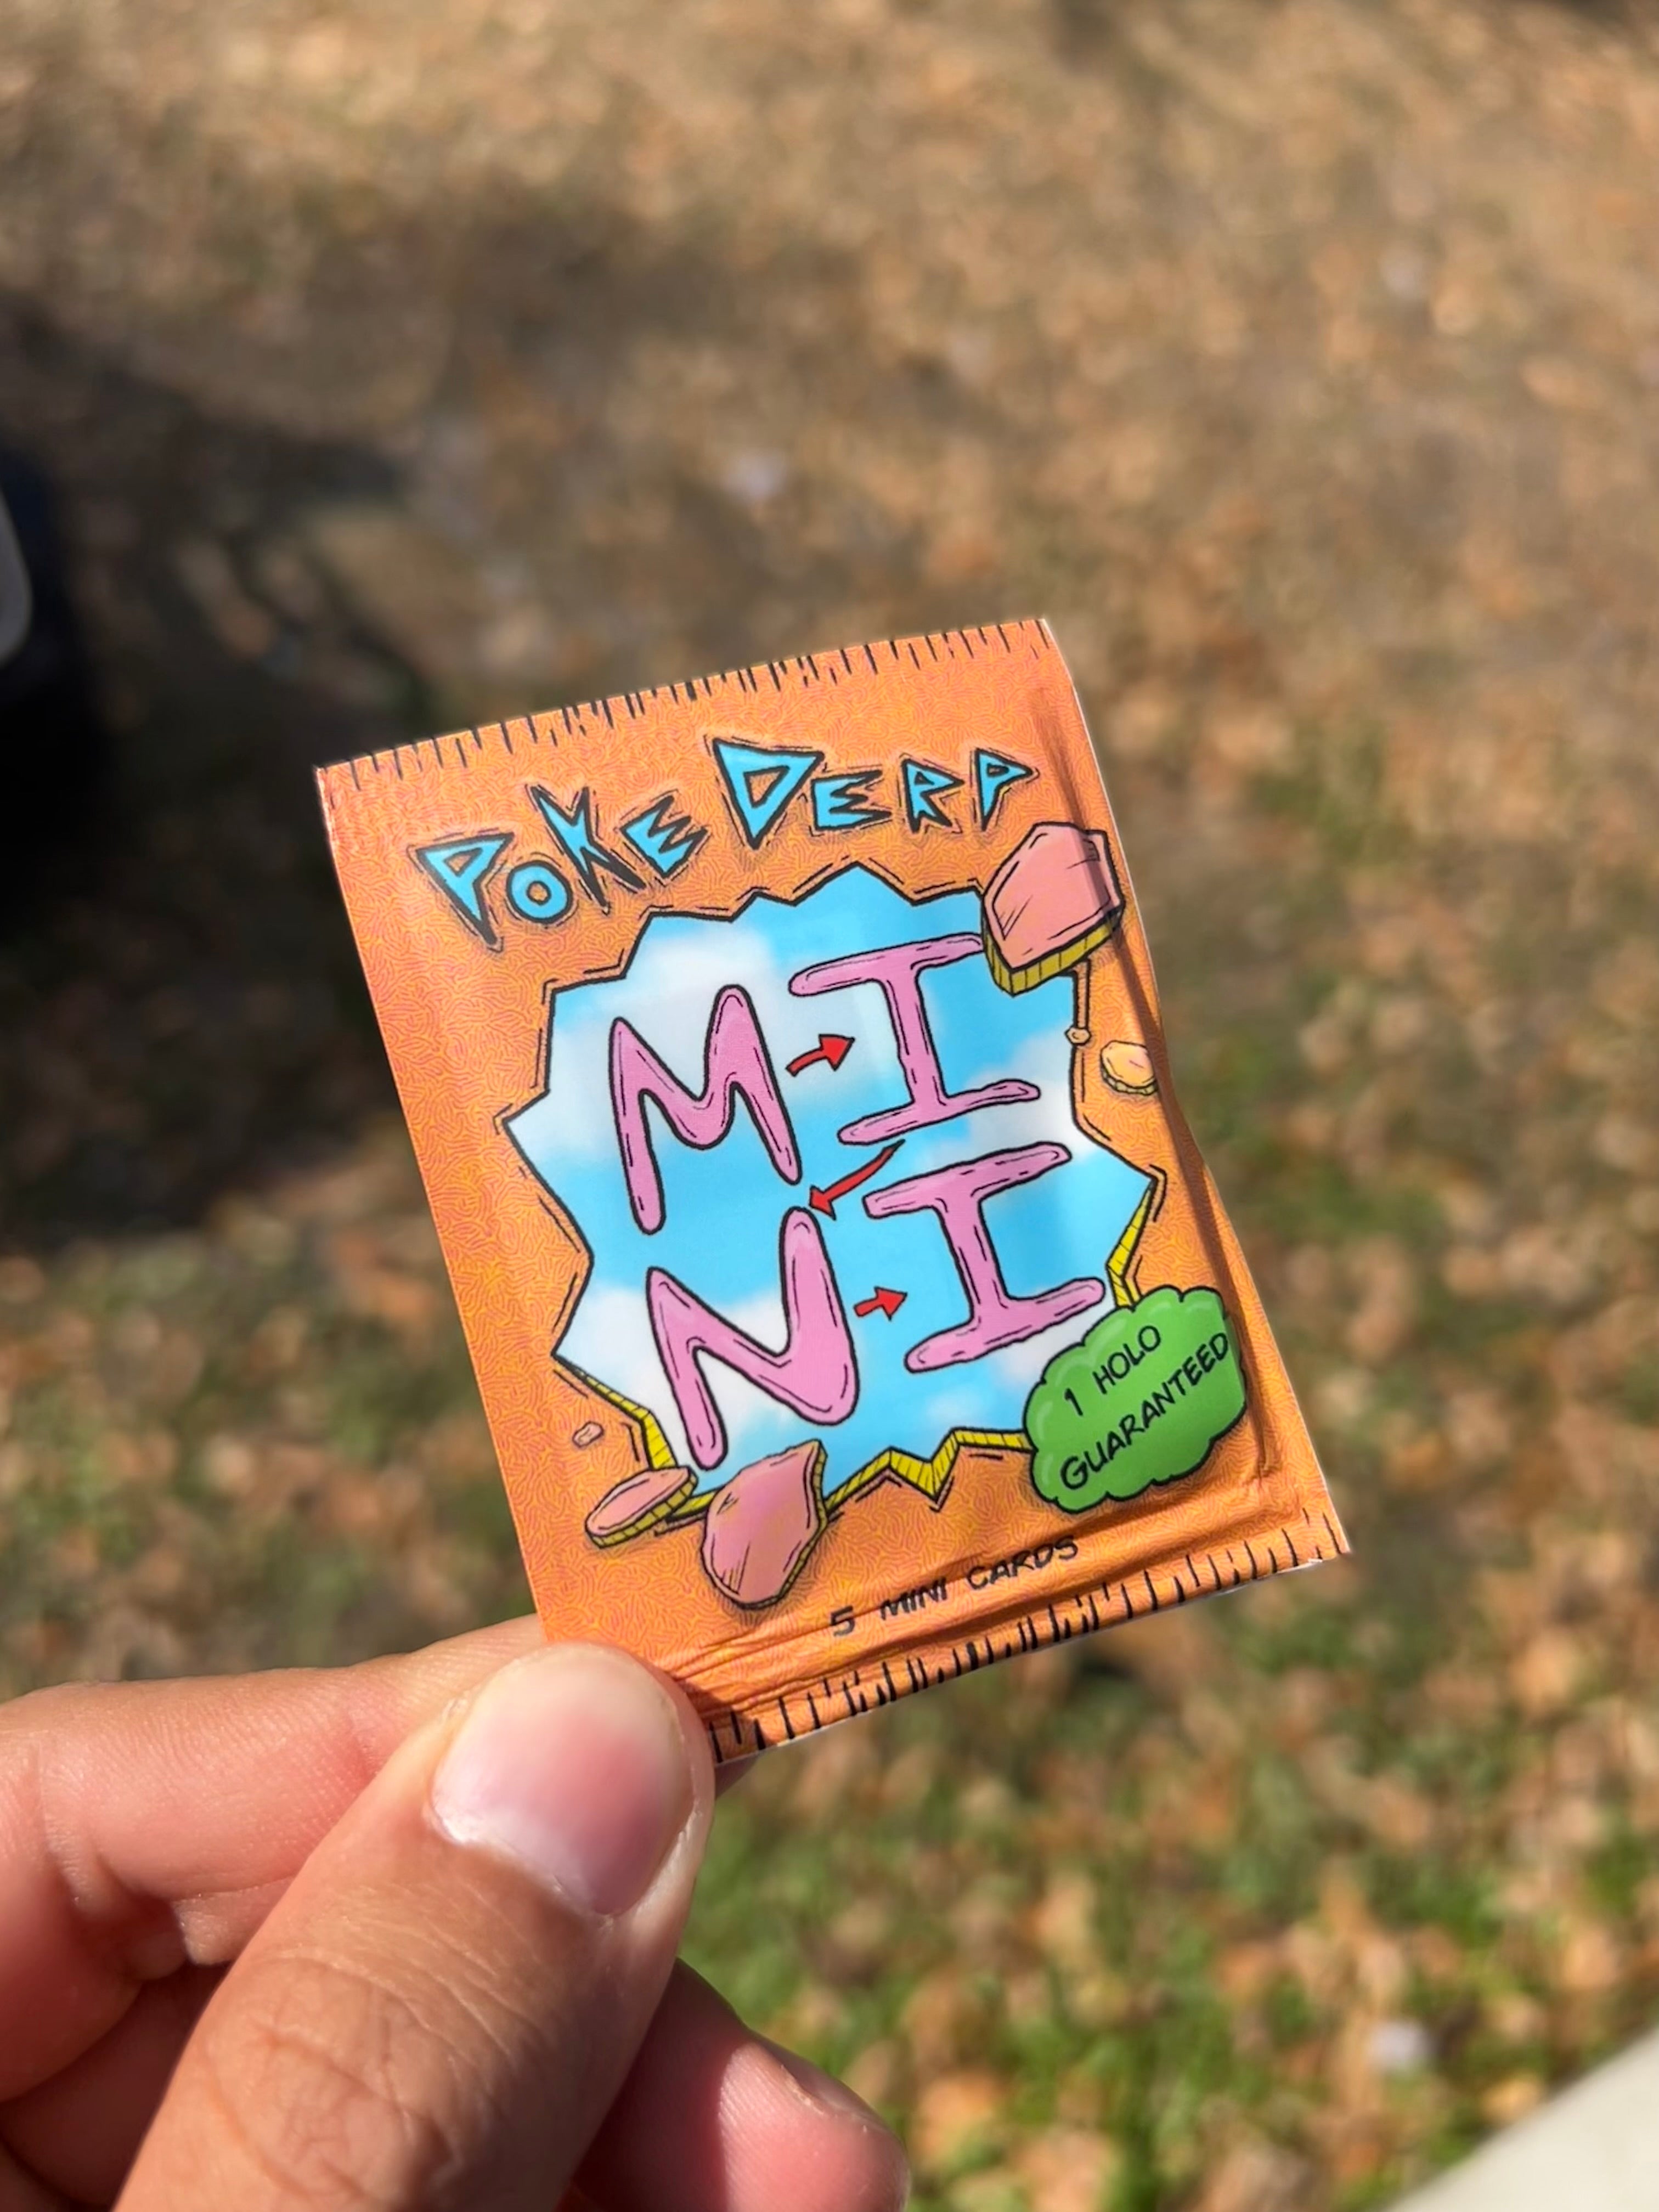 POKE DERP
MI
NI
1 HOLO
GUARANTEED
5 MINI CARDS